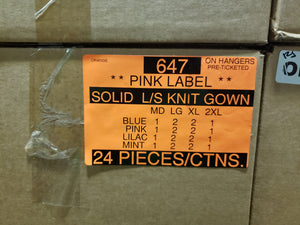 647
ON HANGERS
PRE-TICKETED
** PINK LABEL **
SOLID L/S KNIT GOWN
MD LG XL 2XL
BLUE 1 2 2 1
PINK 1 2 2 1
LILAC 1 2 2 1
MINT 1 2 2 1
24 PIECES/CTNS.